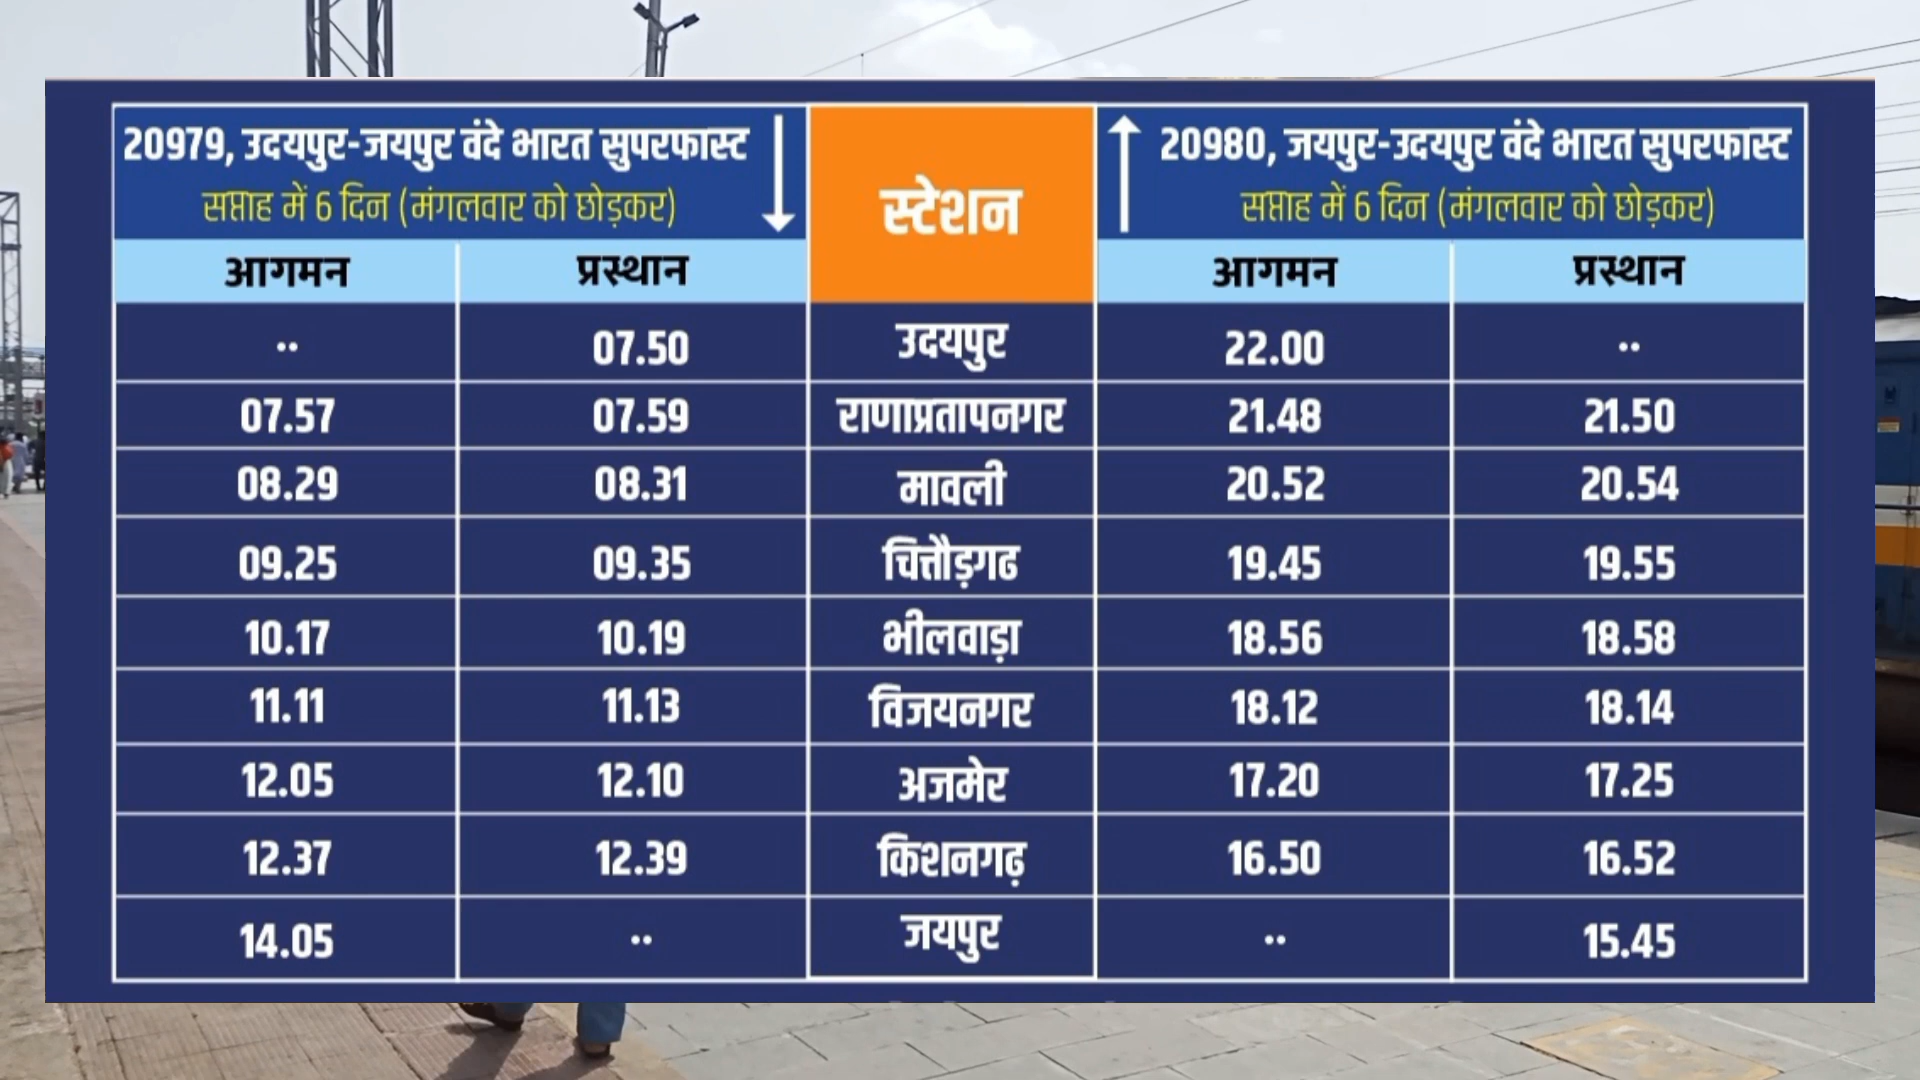 20979, उदयपुर-जयपुर वंदे भारत सुपरफास्ट
सप्ताह में 6 दिन (मंगलवार को छोड़कर)
स्टेशन
20980, जयपुर-उदयपुर वंदे भारत सुपरफास्ट
सप्ताह में 6 दिन (मंगलवार को छोड़कर)
आगमन प्रस्थान आगमन प्रस्थान
.. 07.50 उदयपुर 22.00 ..
07.57 07.59 राणाप्रतापनगर 21.48 21.50
08.29 08.31 मावली 20.52 20.54
09.25 09.35 चित्तौड़गढ 19.45 19.55
10.17 10.19 भीलवाड़ा 18.56 18.58
11.11 11.13 विजयनगर 18.12 18.14
12.05 12.10 अजमेर 17.20 17.25
12.37 12.39 किशनगढ़ 16.50 16.52
14.05 .. जयपुर .. 15.45